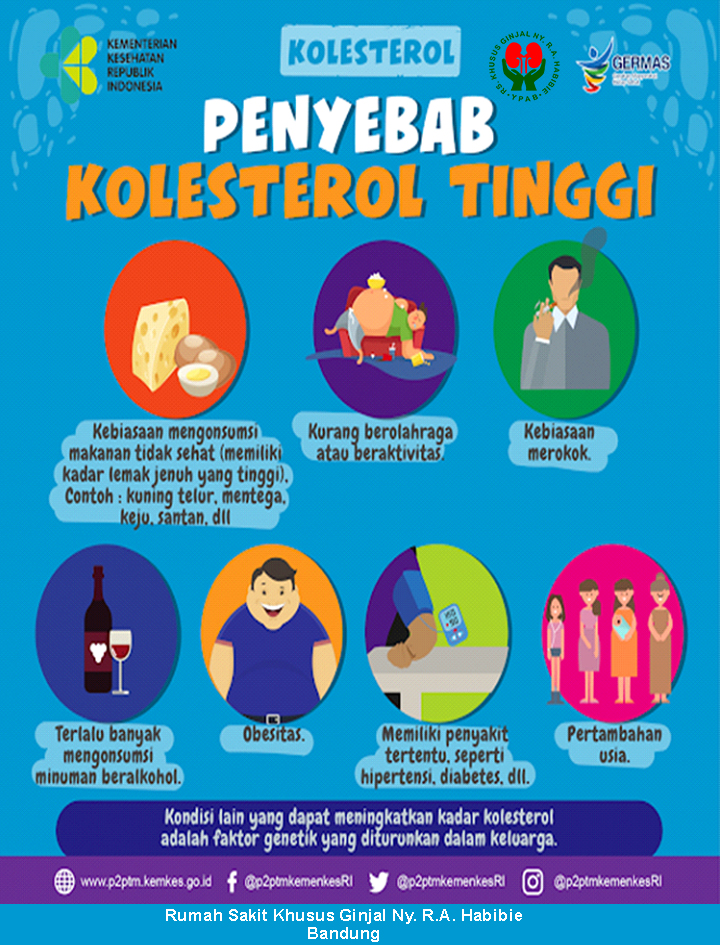 KEMENTERIAN
KESEHATAN
REPUBLIK
INDONESIA
KOLESTEROL
RS. KHUSUS GINJAL NY. R.A. HABIBIE
Y P A B
GERMAS
PENYEBAB
KOLESTEROL TINGGI
Kebiasaan mengonsumsi
makanan tidak sehat (memiliki
kadar lemak jenuh yang tinggi),
Contoh : kuning telur, mentega,
keju, santan, dll
Kurang berolahraga
atau beraktivitas.
Kebiasaan
merokok.
Terlalu banyak
mengonsumsi
minuman beralkohol.
Obesitas.
Memiliki penyakit
tertentu, seperti
hipertensi, diabetes, dll.
Pertambahan
usia.
Kondisi lain yang dapat meningkatkan kadar kolesterol
adalah faktor genetik yang diturunkan dalam keluarga.
www.p2ptm.kemkes.go.id @p2ptmkemenkesRI @p2ptmkemenkesRI @p2ptmkemenkesRI
Rumah Sakit Khusus Ginjal Ny. R.A. Habibie
Bandung